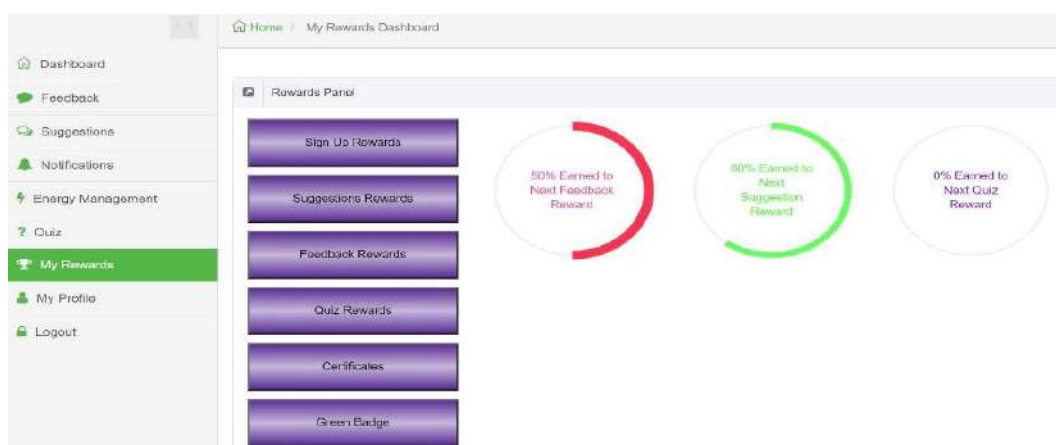 Home / My Rewards Dashboard
Dashboard
Feedback
Suggestions
Notifications
Energy Management
? Quiz
My Rewards
My Profile
Logout
Rewards Panel
Sign Up Rewards
Suggestions Rewards
Feedback Rewards
Quiz Rewards
Certificates
Green Badge
50% Earned to
Next Feedback
Reward
60% Earned to
Next
Suggestion
Reward
0% Earned to
Next Quiz
Reward